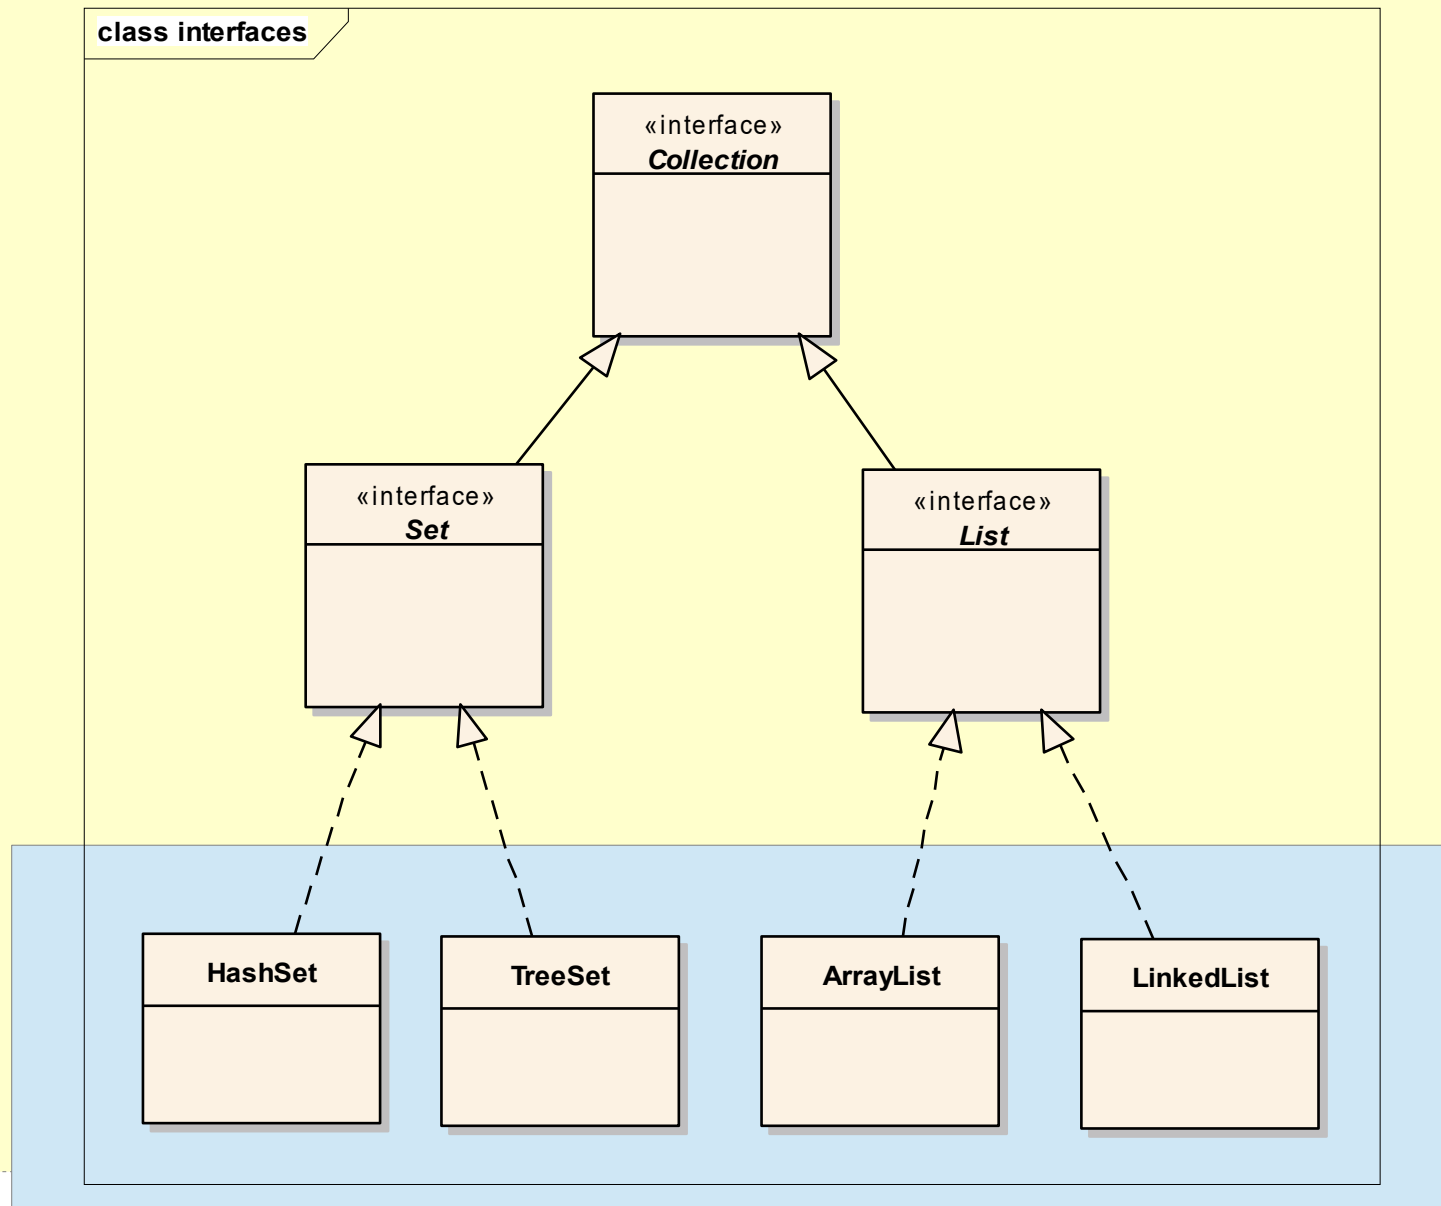 class interfaces
«interface»
Collection
«interface»
Set
«interface»
List
HashSet
TreeSet
ArrayList
LinkedList